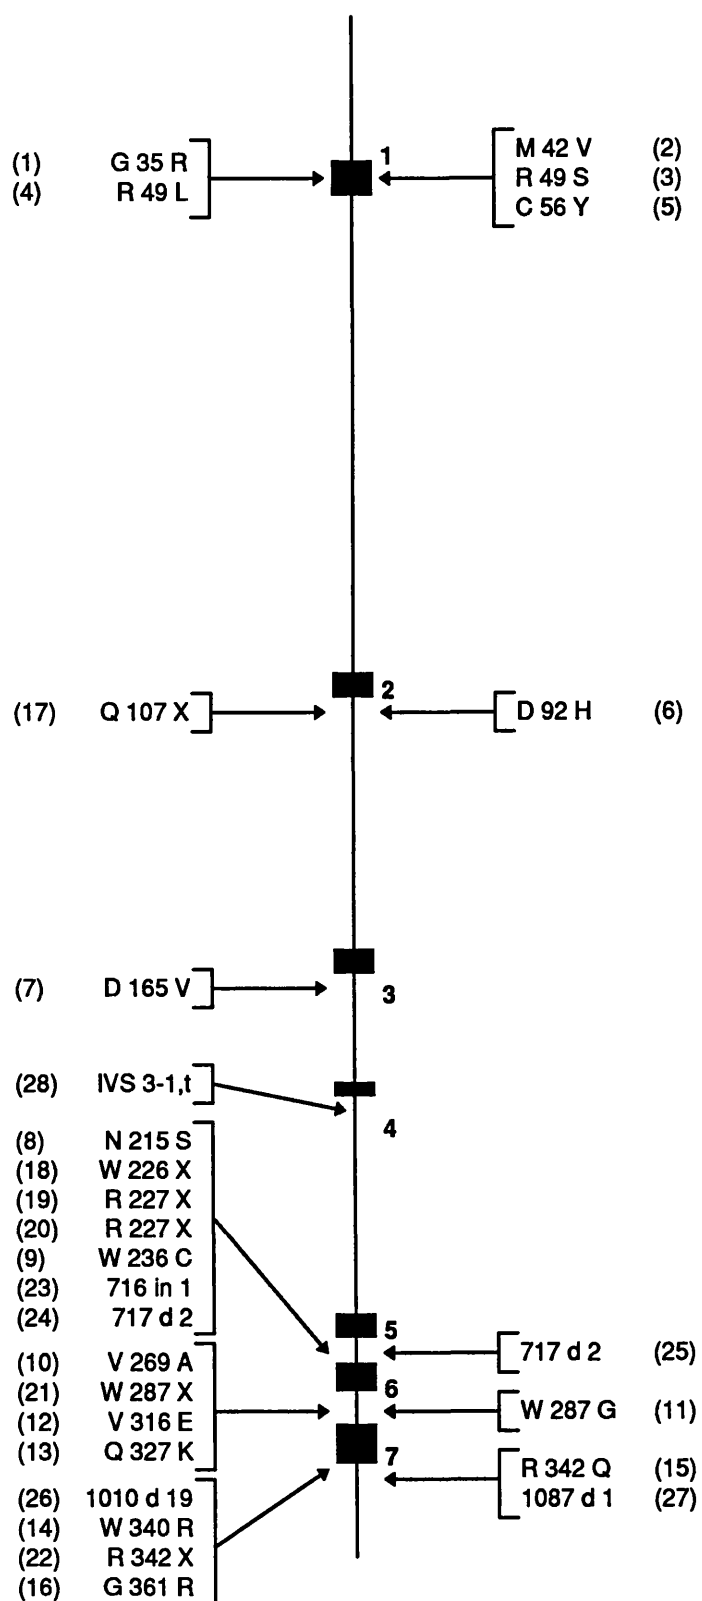 1
(1) G 35 R
(4) R 49 L
M 42 V (2)
R 49 S (3)
C 56 Y (5)
2
(17) Q 107 X
D 92 H (6)
(7) D 165 V
3
(28) IVS 3-1,t
4
(8) N 215 S
(18) W 226 X
(19) R 227 X
(20) R 227 X
(9) W 236 C
(23) 716 in 1
(24) 717 d 2
5
717 d 2 (25)
(10) V 269 A
(21) W 287 X
(12) V 316 E
(13) Q 327 K
6
W 287 G (11)
7
R 342 Q (15)
1087 d 1 (27)
(26) 1010 d 19
(14) W 340 R
(22) R 342 X
(16) G 361 R